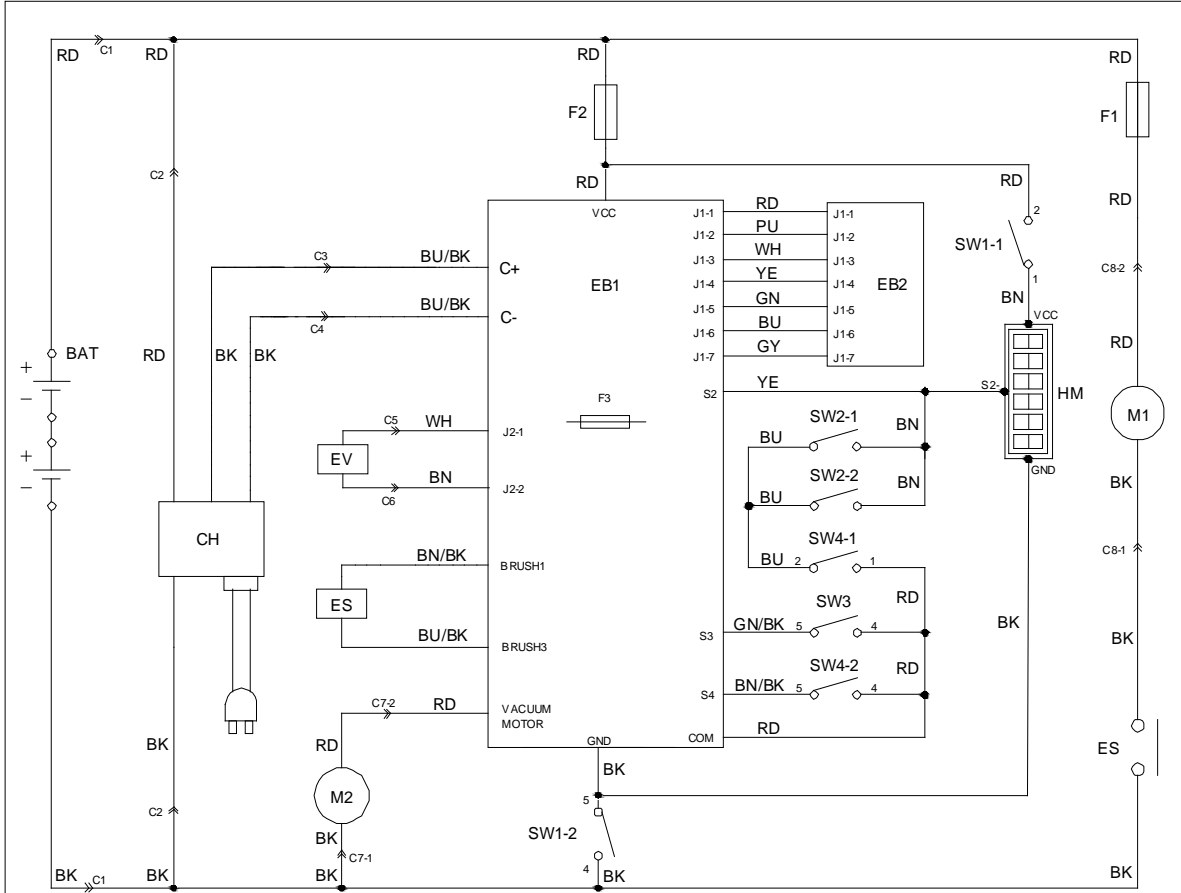 C1
RD RD RD RD
F2 F1
C2
RD RD RD
VCC J1-1 RD J1-1
J1-2 PU J1-2
2
C3 BU/BK C+ J1-3 WH J1-3 SW1-1
EB1 J1-4 YE J1-4 EB2 1 C8-2
J1-5 GN J1-5 BN
C4 BU/BK C- J1-6 BU J1-6 VCC
RD BK BK J1-7 GY J1-7 RD
BAT
+
-
S2 YE S2- HM
F3 M1
C5 WH J2-1 BU SW2-1 BN
+
-
EV
GND
C6 BN J2-2 BU SW2-2 BN BK
CH BU 2 SW4-1 1 C8-1
BN/BK BRUSH1
ES SW3 RD
S3 GN/BK 5 4 BK BK
BU/BK BRUSH3
SW4-2 RD
S4 BN/BK 5 4
C7-2 RD VACUUM
MOTOR
COM RD
GND
BK RD BK ES
M2 5
C2 SW1-2
BK C7-1 4
BK C1 BK BK BK BK